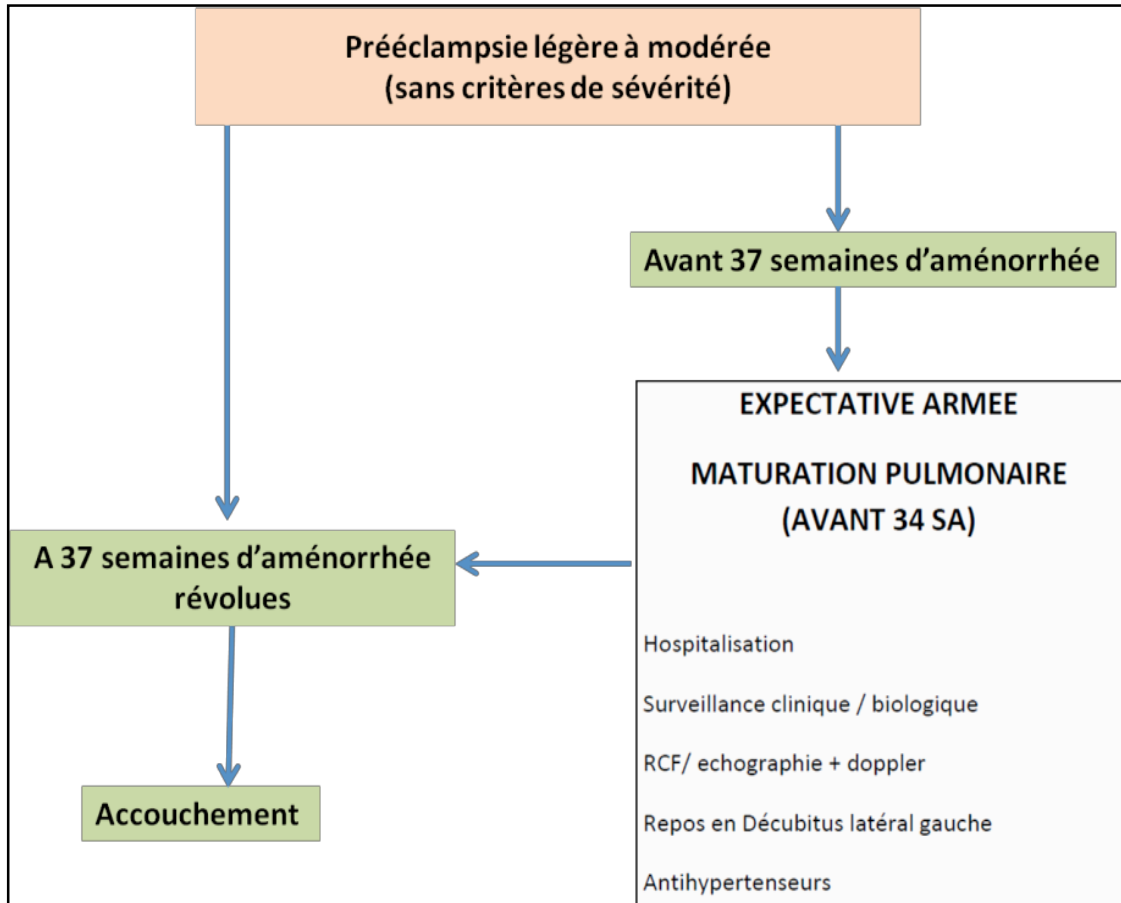 Prééclampsie légère à modérée
(sans critères de sévérité)
Avant 37 semaines d’aménorrhée
EXPECTATIVE ARMEE
MATURATION PULMONAIRE
(AVANT 34 SA)
A 37 semaines d’aménorrhée
révolues
Hospitalisation
Surveillance clinique / biologique
RCF/ echographie + doppler
Repos en Décubitus latéral gauche
Antihypertenseurs
Accouchement